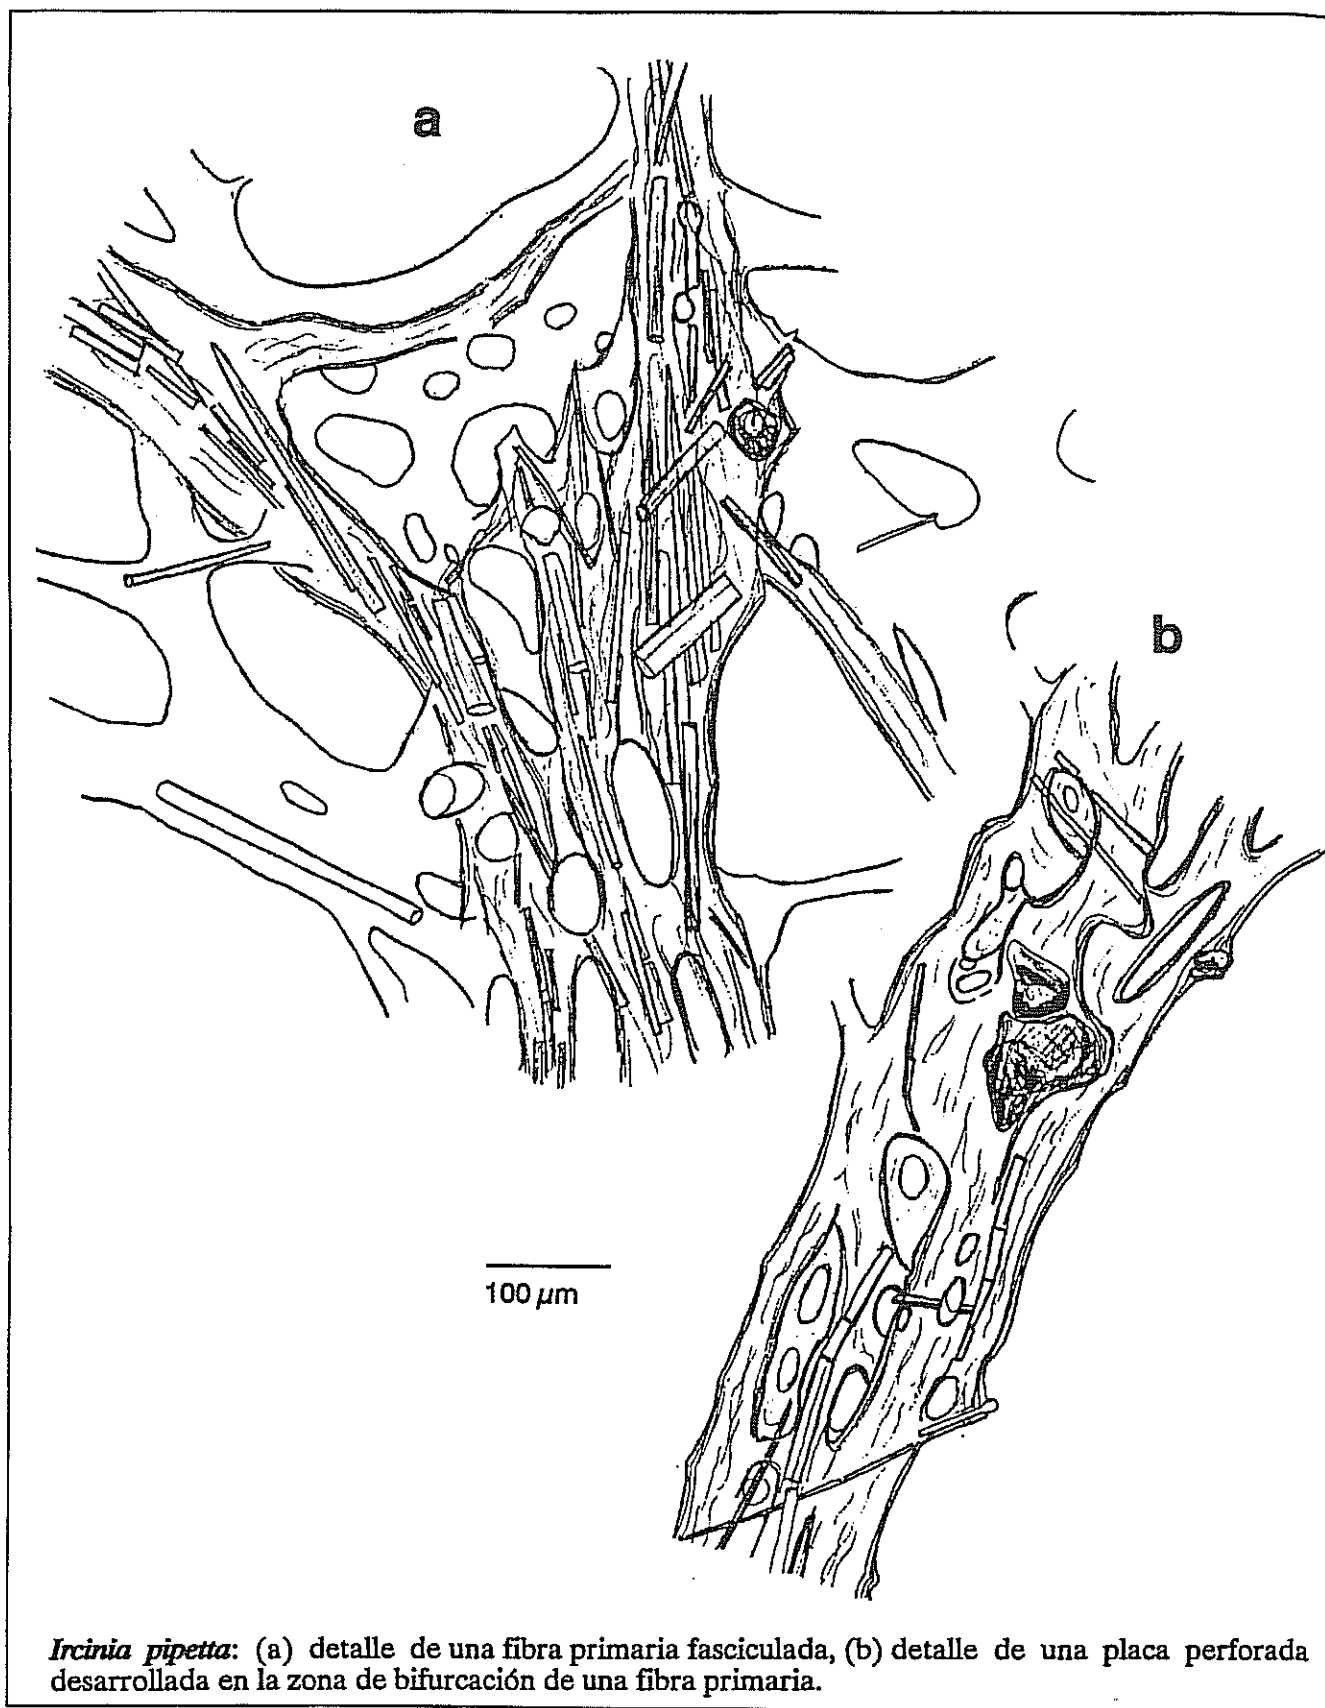 a
b
100 µm
Ircinia pipetta: (a) detalle de una fibra primaria fasciculada, (b) detalle de una placa perforada
desarrollada en la zona de bifurcación de una fibra primaria.